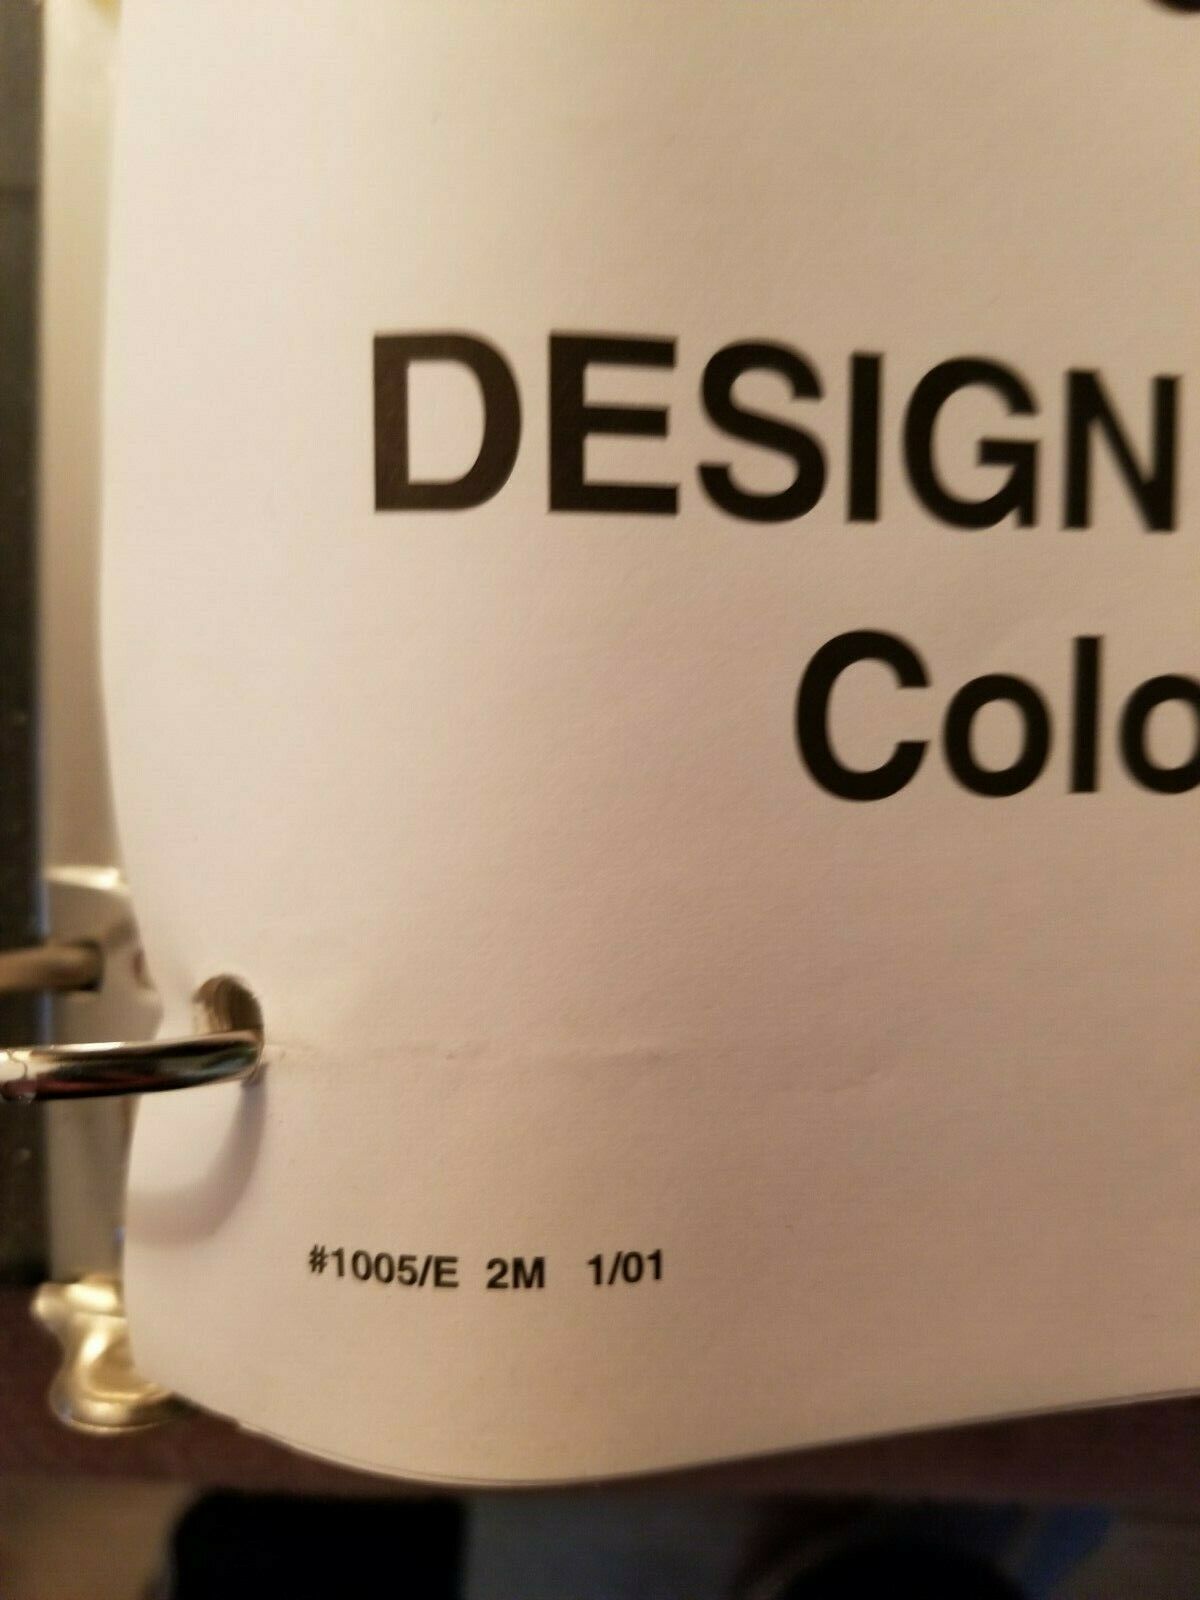 DESIGN
Colo
#1005/E 2M 1/01